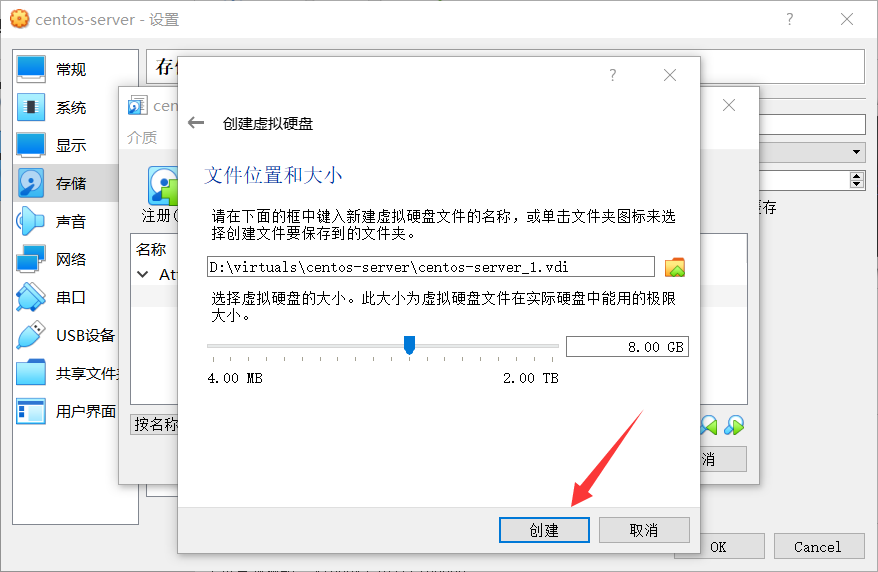 centos-server - 设置
?
常规
系统
显示
存储
声音
网络
串口
USB设备
共享文件
用户界面
存
cen
介质
注册(
名称
At
按名称
消
存
?
创建虚拟硬盘
文件位置和大小
请在下面的框中键入新建虚拟硬盘文件的名称，或单击文件夹图标来选
择创建文件要保存到的文件夹。
D:\virtuals\centos-server\centos-server_1.vdi
选择虚拟硬盘的大小。此大小为虚拟硬盘文件在实际硬盘中能用的极限
大小。
8.00 GB
4.00 MB
2.00 TB
创建
取消
OK
Cancel